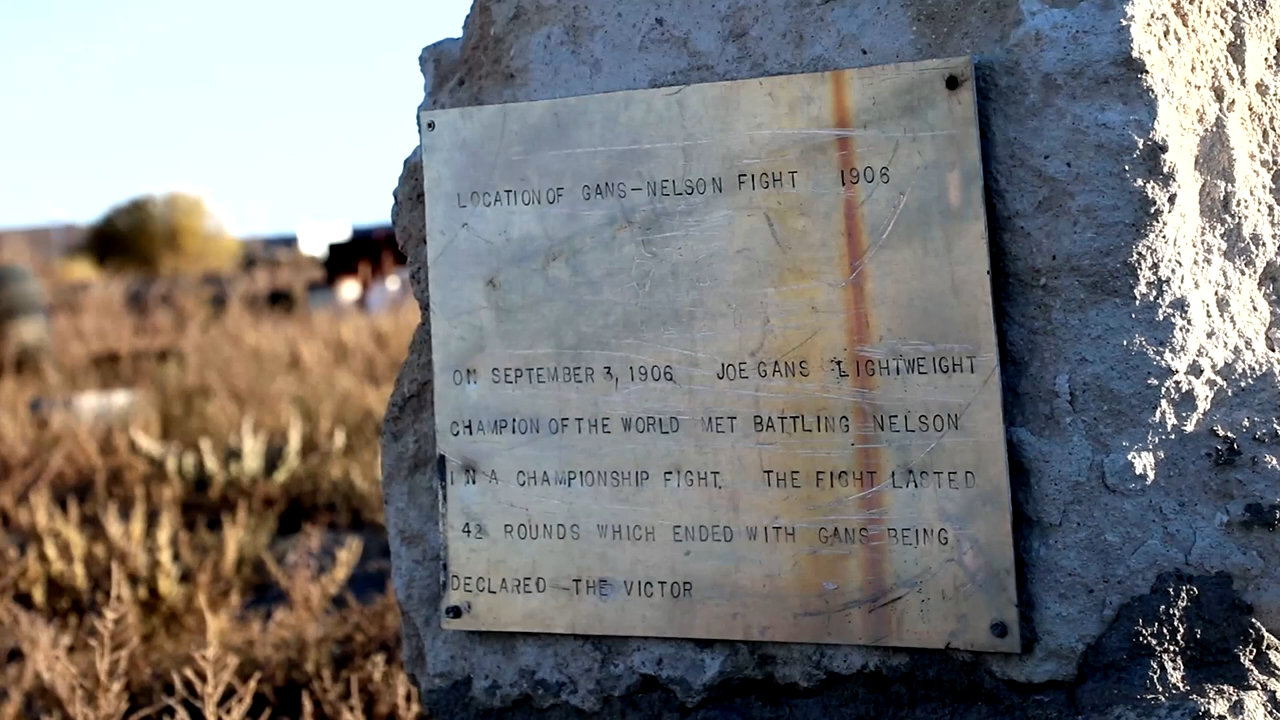 LOCATION OF GANS-NELSON FIGHT 1906
ON SEPTEMBER 3, 1906 JOE GANS LIGHTWEIGHT
CHAMPION OF THE WORLD MET BATTLING NELSON
IN A CHAMPIONSHIP FIGHT. THE FIGHT LASTED
42 ROUNDS WHICH ENDED WITH GANS BEING
DECLARED THE VICTOR